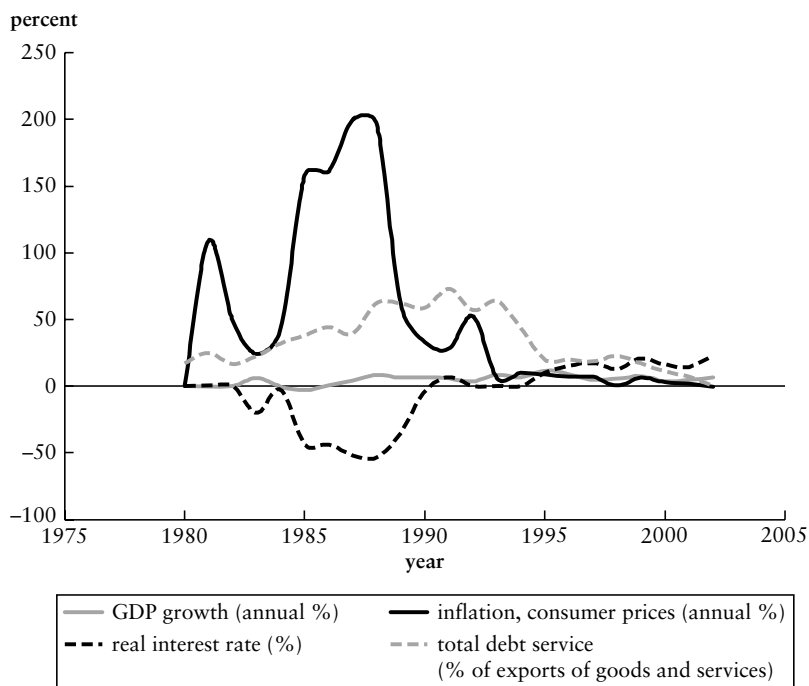 percent
250
200
150
100
50
0
–50
–100
1975 1980 1985 1990 1995 2000 2005
year
GDP growth (annual %) inflation, consumer prices (annual %)
real interest rate (%) total debt service
(% of exports of goods and services)